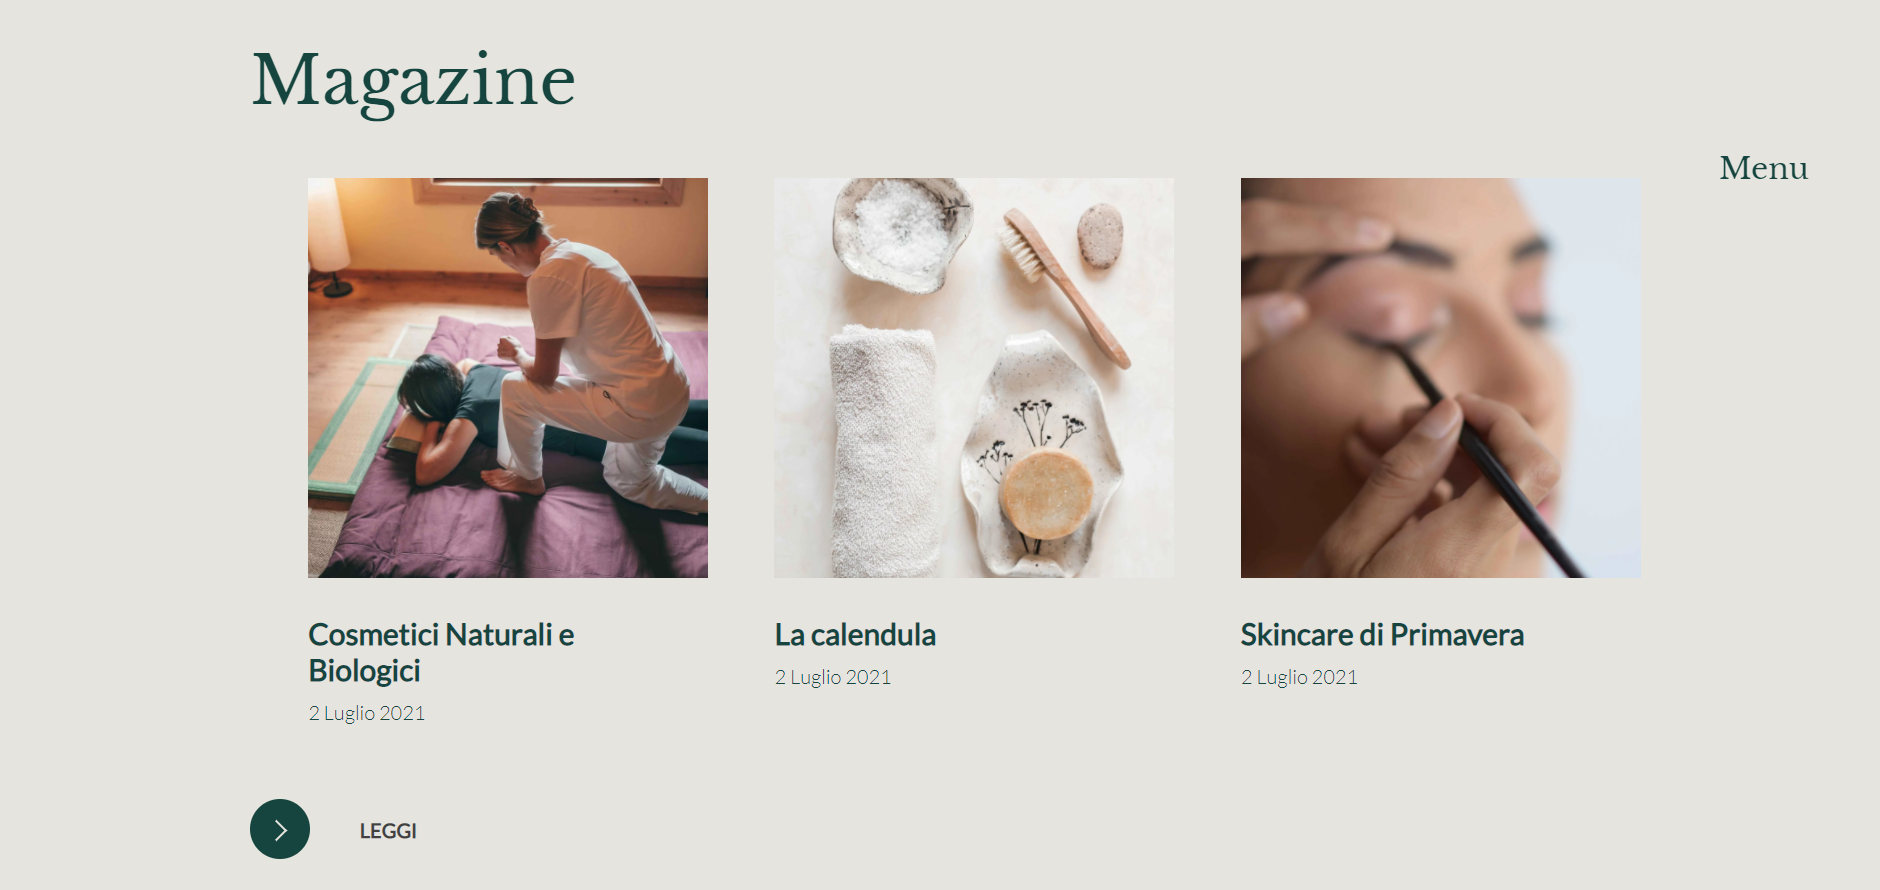 Magazine
Menu
Cosmetici Naturali e
Biologici
2 Luglio 2021
La calendula
2 Luglio 2021
Skincare di Primavera
2 Luglio 2021
LEGGI